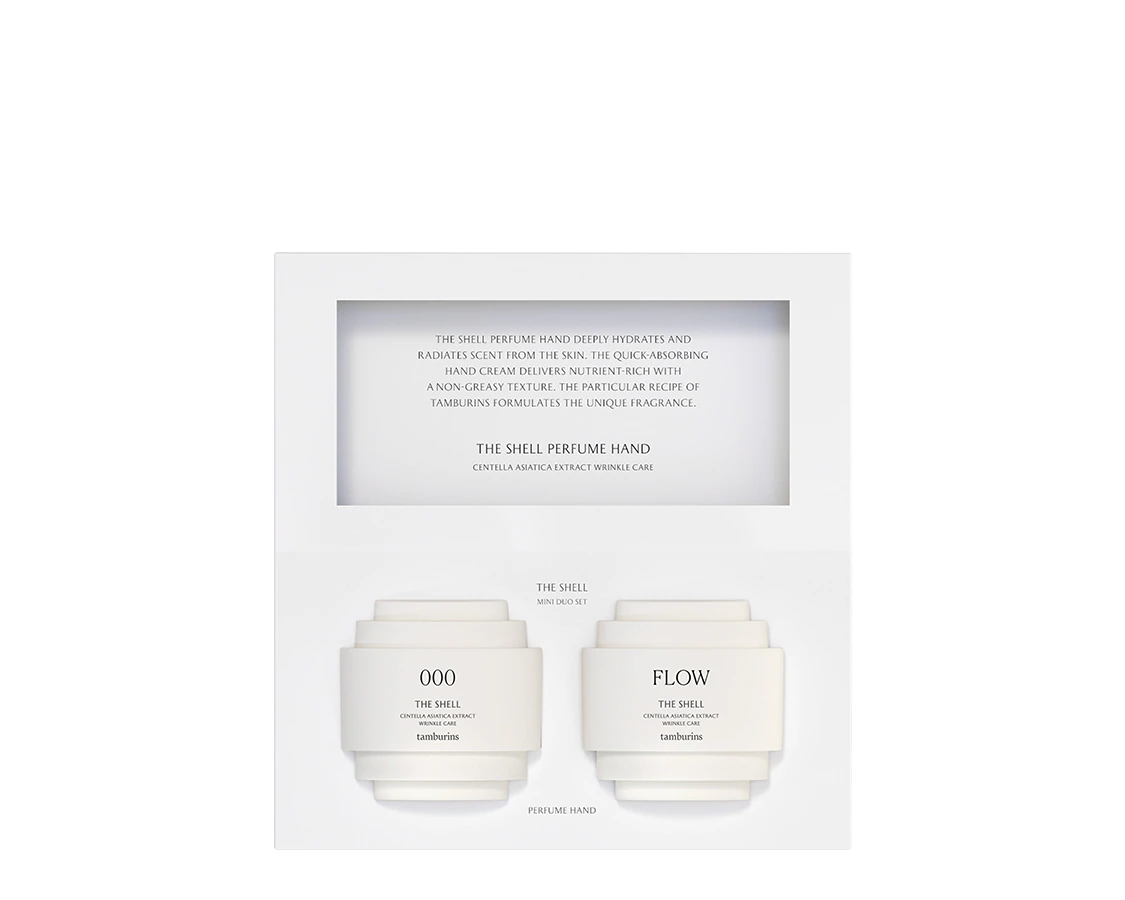 THE SHELL PERFUME HAND DEEPLY HYDRATES AND
RADIATES SCENT FROM THE SKIN. THE QUICK-ABSORBING
HAND CREAM DELIVERS NUTRIENT-RICH WITH
A NON-GREASY TEXTURE. THE PARTICULAR RECIPE OF
TAMBURINS FORMULATES THE UNIQUE FRAGRANCE.
THE SHELL PERFUME HAND
CENTELLA ASIATICA EXTRACT WRINKLE CARE
THE SHELL
MINI DUO SET
000
THE SHELL
CENTELLA ASIATICA EXTRACT
WRINKLE CARE
tamburins
FLOW
THE SHELL
CENTELLA ASIATICA EXTRACT
WRINKLE CARE
tamburins
PERFUME HAND